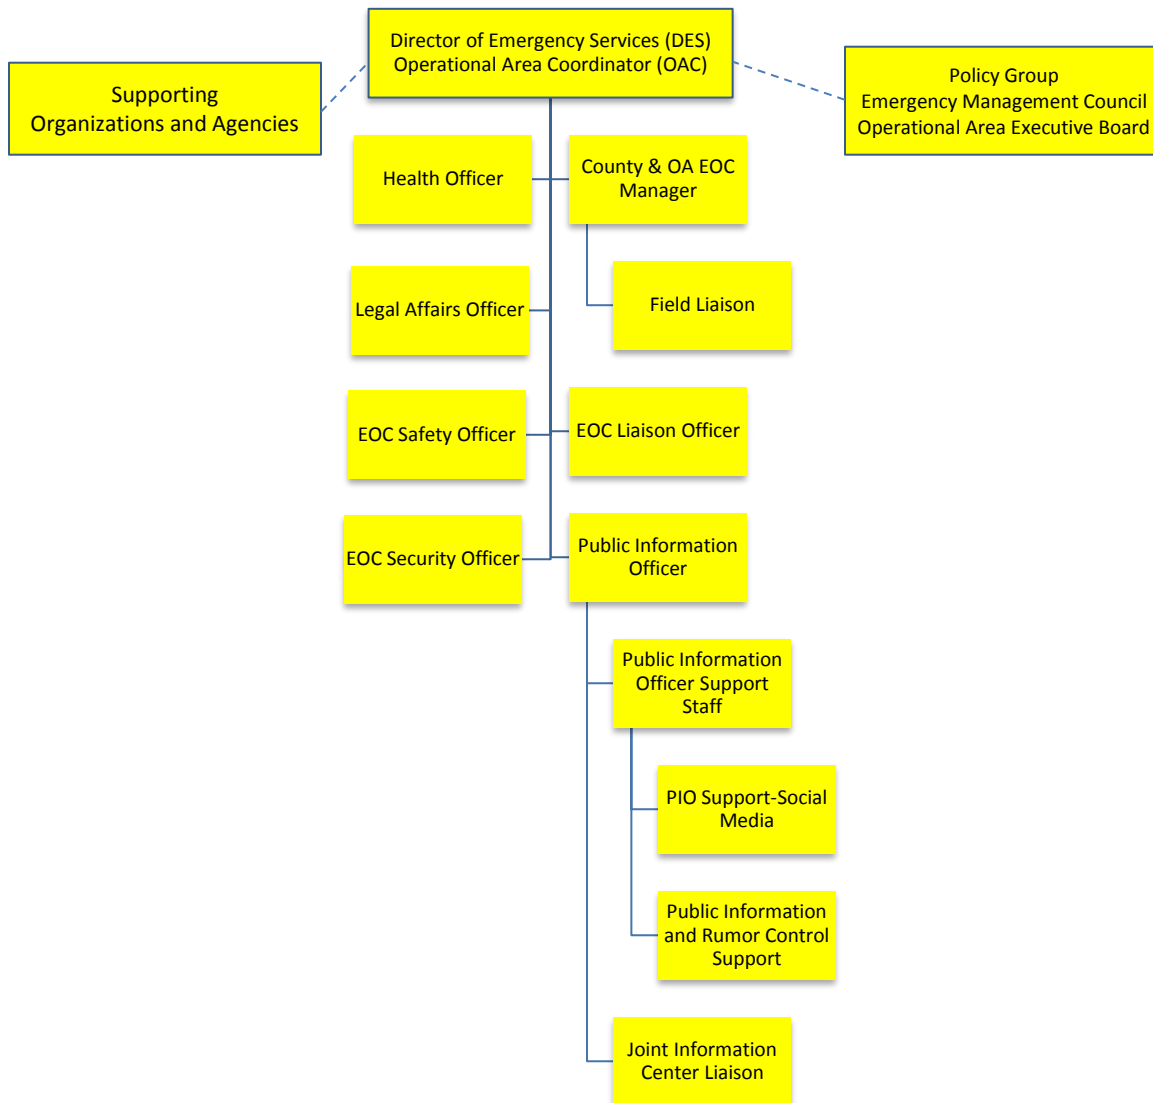 Director of Emergency Services (DES)
Operational Area Coordinator (OAC)
Supporting
Organizations and Agencies
Policy Group
Emergency Management Council
Operational Area Executive Board
Health Officer
County & OA EOC
Manager
Legal Affairs Officer
Field Liaison
EOC Safety Officer
EOC Liaison Officer
EOC Security Officer
Public Information
Officer
Public Information
Officer Support
Staff
PIO Support-Social
Media
Public Information
and Rumor Control
Support
Joint Information
Center Liaison